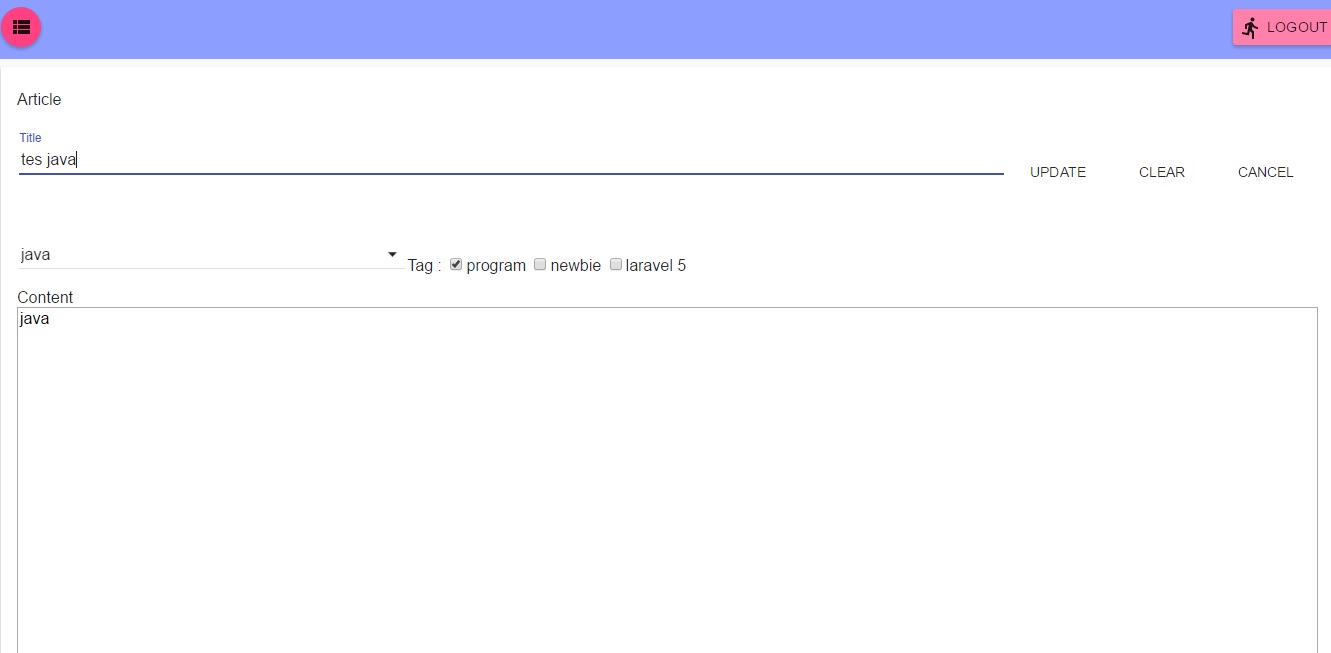 LOGOUT
Article
Title
tes java
UPDATE CLEAR CANCEL
java
Tag : program newbie laravel 5
Content
java